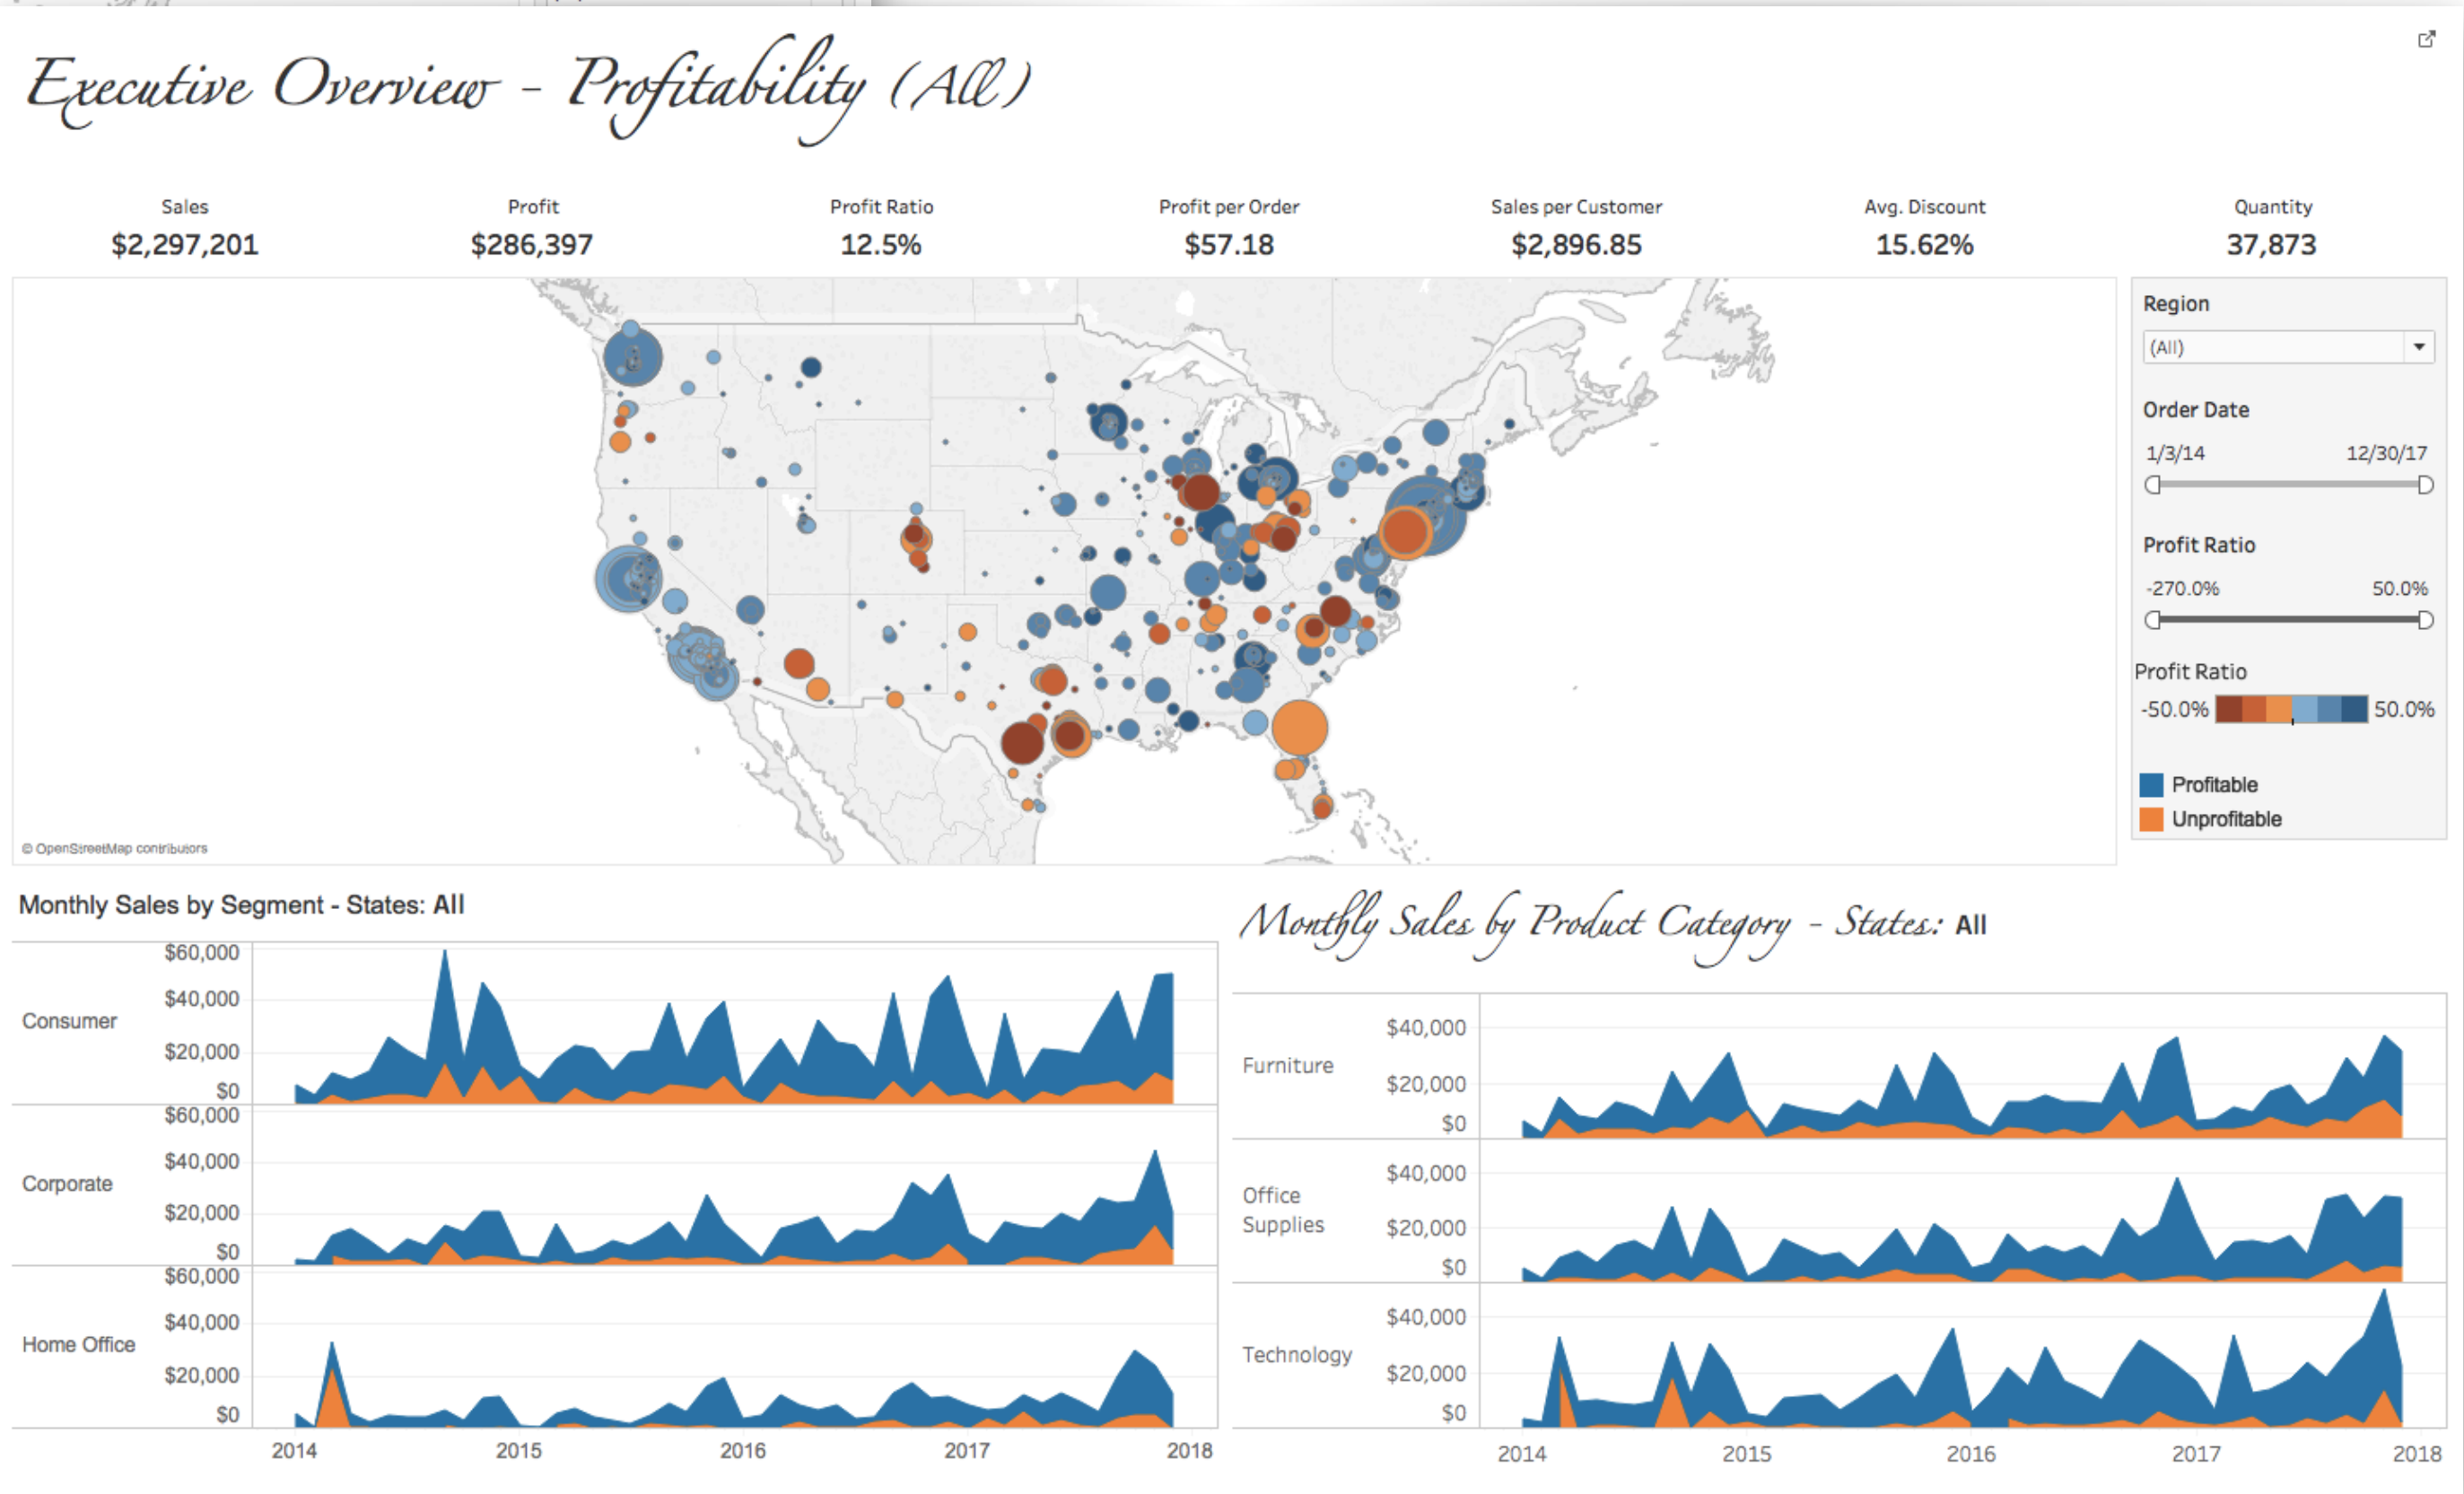 Executive Overview - Profitability (All)
Sales Profit Profit Ratio Profit per Order Sales per Customer Avg. Discount Quantity
$2,297,201 $286,397 12.5% $57.18 $2,896.85 15.62% 37,873
Region
(All)
Order Date
1/3/14 12/30/17
Profit Ratio
-270.0% 50.0%
Profit Ratio
-50.0% 50.0%
Profitable
Unprofitable
© OpenStreetMap contributors
Monthly Sales by Segment - States: All
$60,000
$40,000
Consumer
$20,000
$0
$60,000
$40,000
Corporate
$20,000
$0
$60,000
$40,000
Home Office
$20,000
$0
2014 2015 2016 2017 2018
Monthly Sales by Product Category - States: All
$40,000
Furniture
$20,000
$0
$40,000
Office
Supplies
$20,000
$0
$40,000
Technology
$20,000
$0
2014 2015 2016 2017 2018